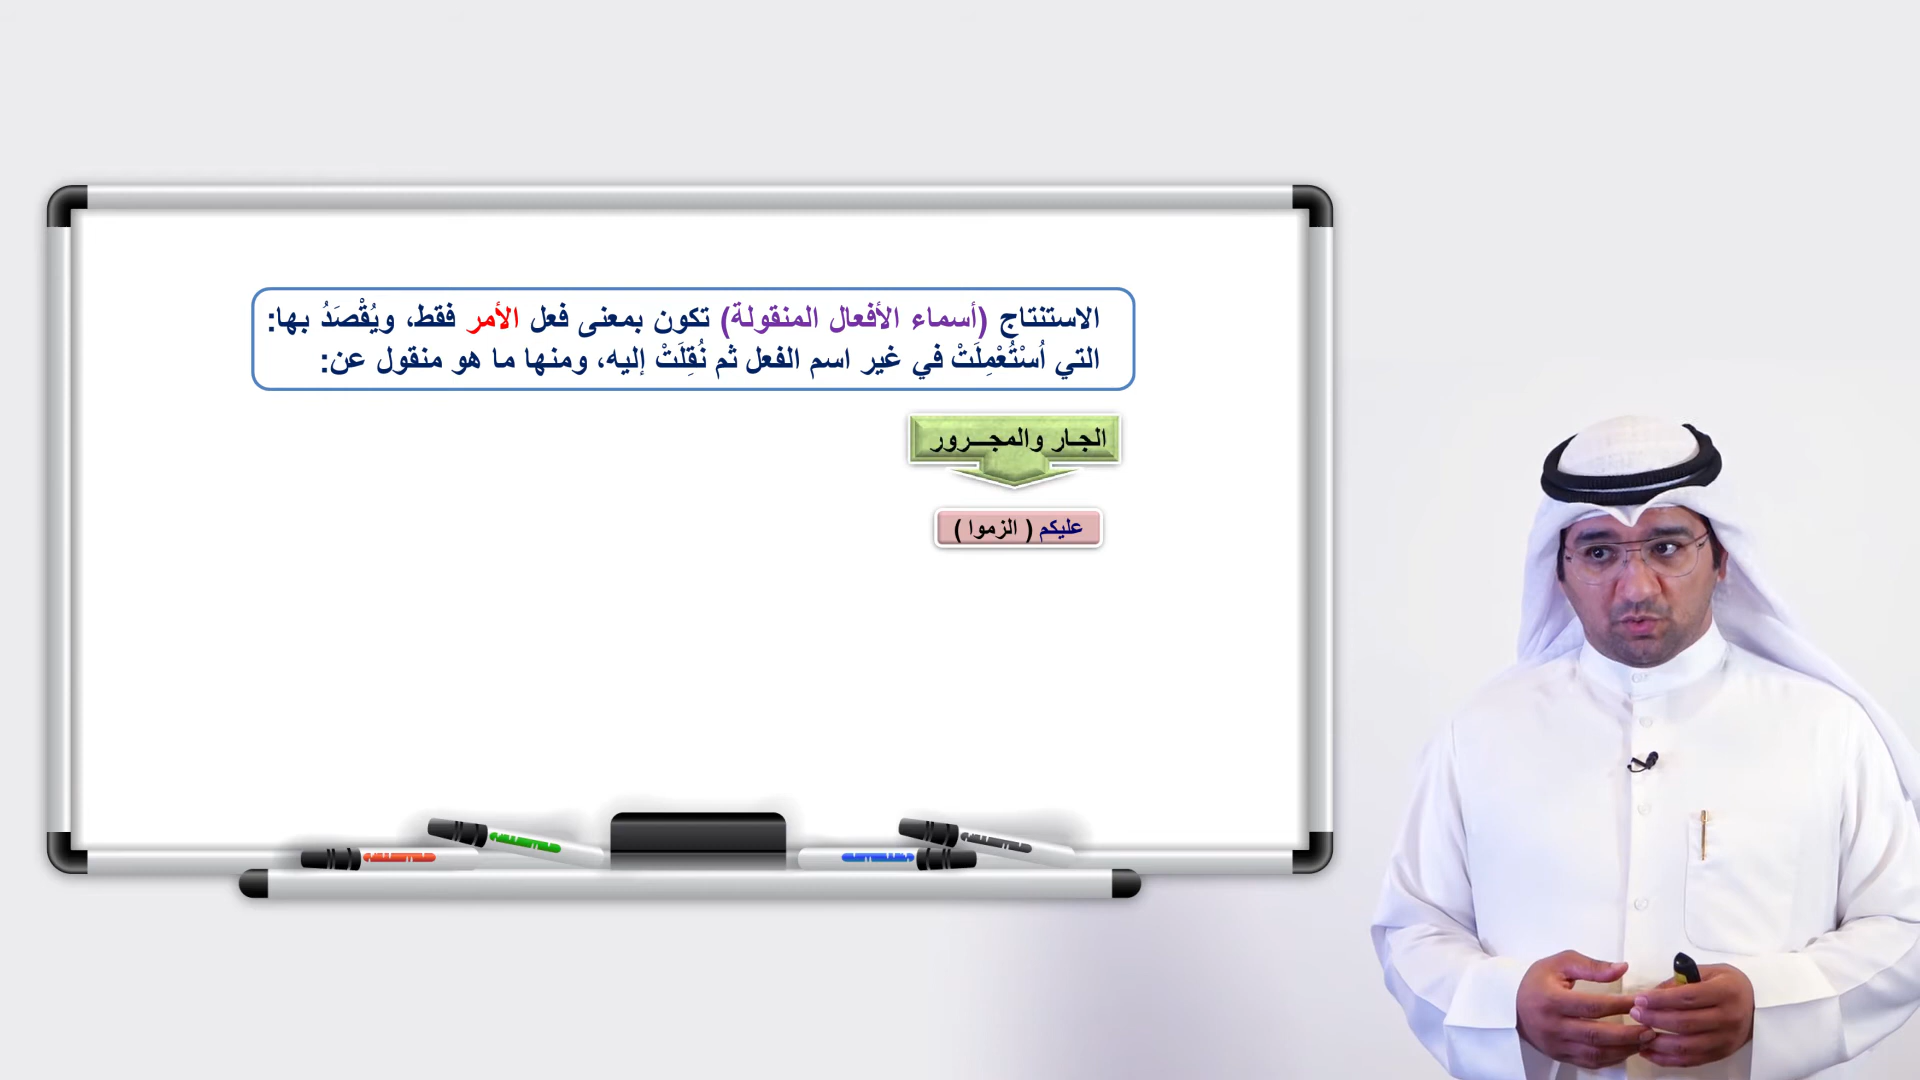 الاستنتاج (أسماء الأفعال المنقولة) تكون بمعنى فعل الأمر فقط، ويُقْصَدُ بها:
التي اُسْتُعْمِلَتْ في غير اسم الفعل ثم نُقِلَتْ إليه، ومنها ما هو منقول عن:
الجـار والمجـــرور
عليكم ( الزموا )